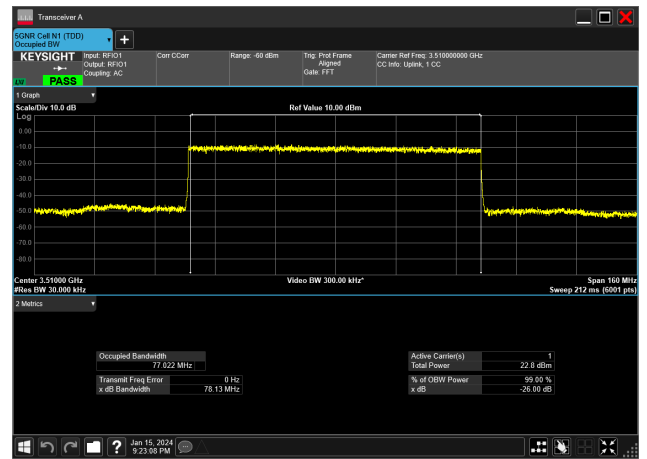 Transceiver A
5GNR Cell N1 (TDD)
Occupied BW
KEYSIGHT
LW PASS
Input: RFIO1
Output: RFIO1
Coupling: AC
Corr CCorr
Range: -60 dBm
Trig: Prot Frame
Aligned
Gate: FFT
Carrier Ref Freq: 3.510000000 GHz
CC Info: Uplink, 1 CC
1 Graph
Scale/Div 10.0 dB
Ref Value 10.00 dBm
Log
0.00
-10.0
-20.0
-30.0
-40.0
-50.0
-60.0
-70.0
-80.0
Center 3.51000 GHz
Video BW 300.00 kHz*
Span 160 MHz
#Res BW 30.000 kHz
Sweep 212 ms (6001 pts)
2 Metrics
Occupied Bandwidth
77.022 MHz
Active Carrier(s) 1
Total Power 22.8 dBm
Transmit Freq Error 0 Hz
x dB Bandwidth 78.13 MHz
% of OBW Power 99.00 %
x dB -26.00 dB
?
Jan 15, 2024
9:23:08 PM